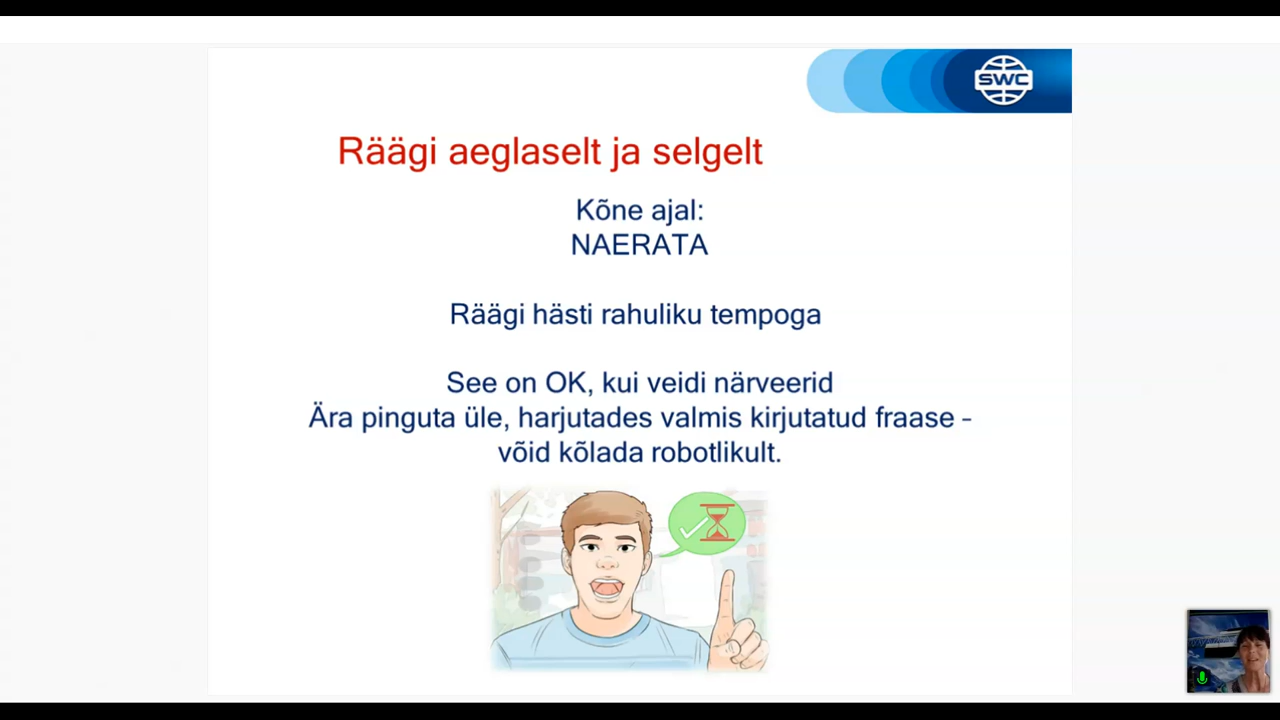 SWC
Räägi aeglaselt ja selgelt
Kõne ajal:
NAERATA
Räägi hästi rahuliku tempoga
See on OK, kui veidi närveerid
Ära pinguta üle, harjutades valmis kirjutatud fraase -
võid kõlada robotlikult.